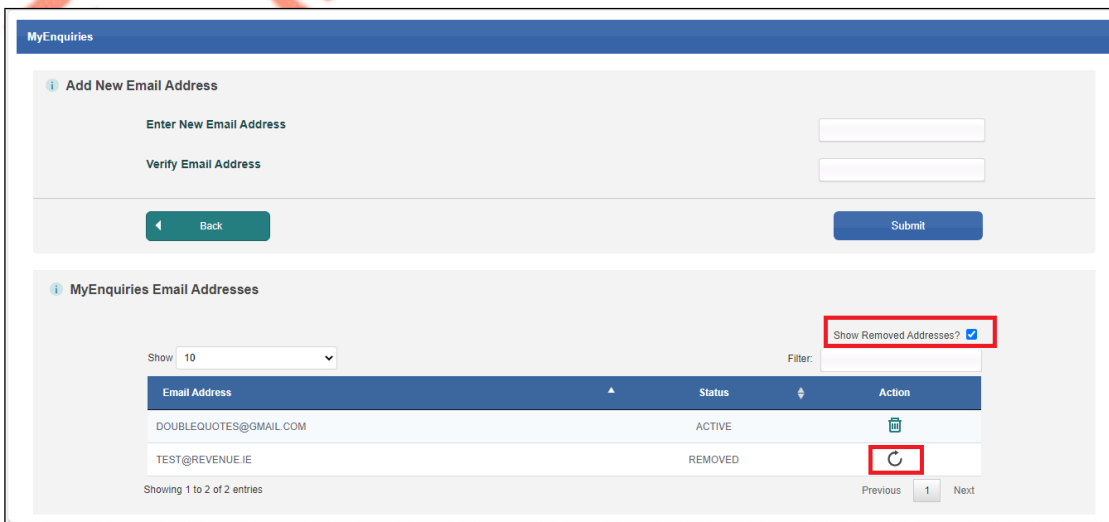 MyEnquiries
i Add New Email Address
Enter New Email Address
Verify Email Address
Back Submit
i MyEnquiries Email Addresses
Show Removed Addresses?
Show 10 Filter:
Email Address Status Action
DOUBLEQUOTES@GMAIL.COM ACTIVE
TEST@REVENUE.IE REMOVED
Showing 1 to 2 of 2 entries Previous 1 Next